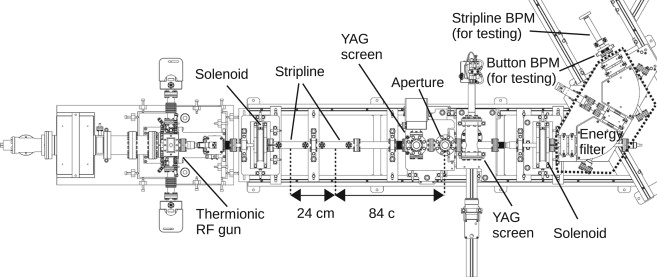 Stripline BPM
(for testing)
YAG
screen
Button BPM
(for testing)
Solenoid
Stripline
Aperture
Energy
filter
Thermionic
RF gun
24 cm
84 c
YAG
screen
Solenoid